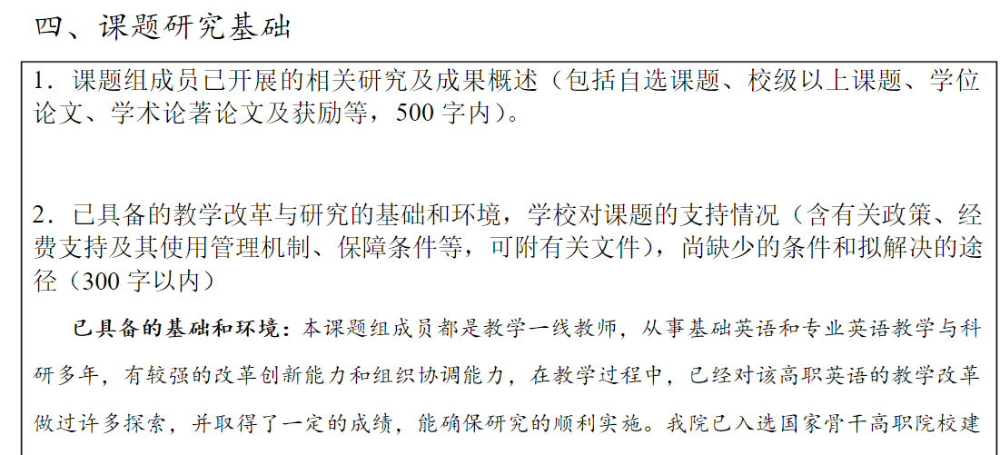 四、课题研究基础
1．课题组成员已开展的相关研究及成果概述（包括自选课题、校级以上课题、学位
论文、学术论著论文及获励等，500 字内）。
2．已具备的教学改革与研究的基础和环境，学校对课题的支持情况（含有关政策、经
费支持及其使用管理机制、保障条件等，可附有关文件），尚缺少的条件和拟解决的途
径（300 字以内）
已具备的基础和环境：本课题组成员都是教学一线教师，从事基础英语和专业英语教学与科
研多年，有较强的改革创新能力和组织协调能力，在教学过程中，已经对该高职英语的教学改革
做过许多探索，并取得了一定的成绩，能确保研究的顺利实施。我院已入选国家骨干高职院校建